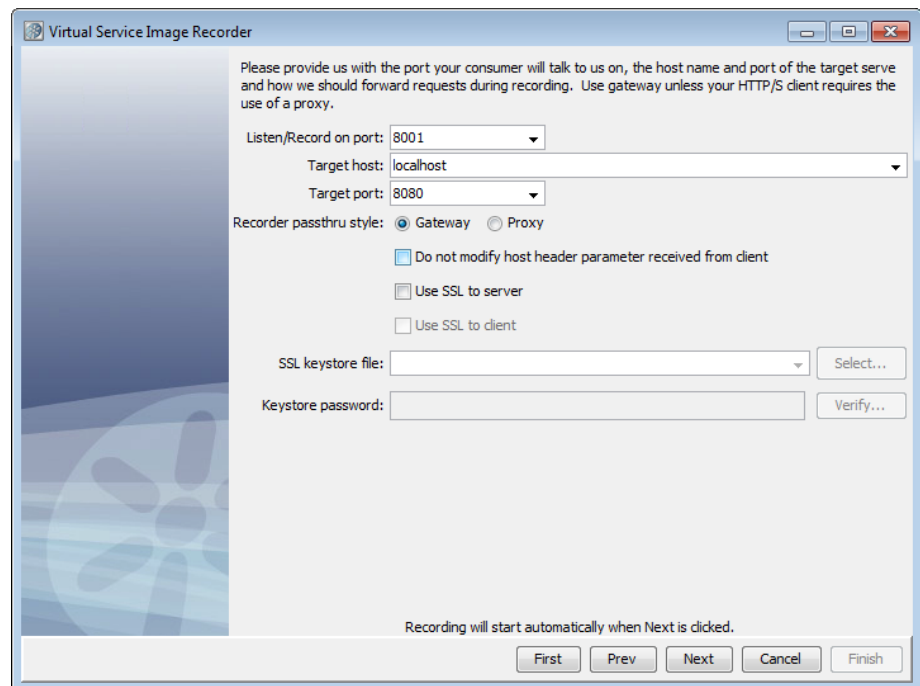 Virtual Service Image Recorder
Please provide us with the port your consumer will talk to us on, the host name and port of the target serve
and how we should forward requests during recording. Use gateway unless your HTTP/S client requires the
use of a proxy.
Listen/Record on port: 8001
Target host: localhost
Target port: 8080
Recorder passthru style: Gateway Proxy
Do not modify host header parameter received from client
Use SSL to server
Use SSL to client
SSL keystore file: Select...
Keystore password: Verify...
Recording will start automatically when Next is clicked.
First Prev Next Cancel Finish